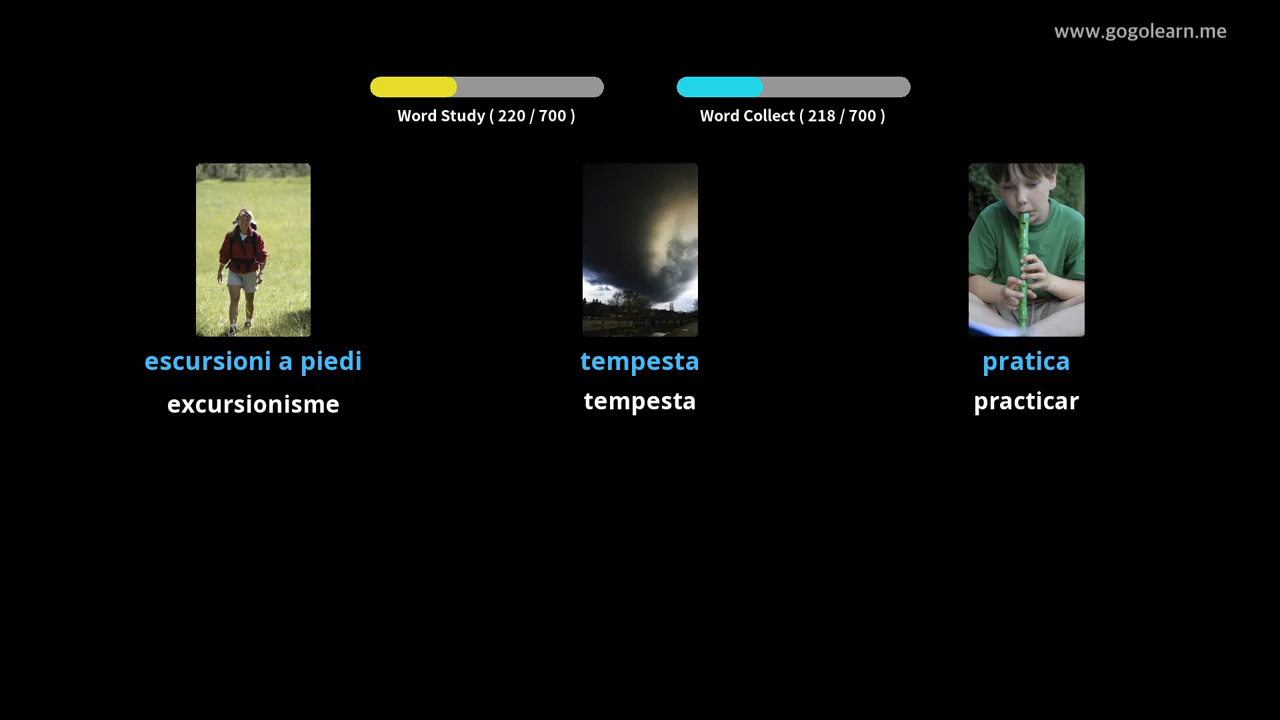 www.gogolearn.me
Word Study ( 220 / 700 )
Word Collect ( 218 / 700 )
escursioni a piedi
excursionisme
tempesta
tempesta
pratica
practicar